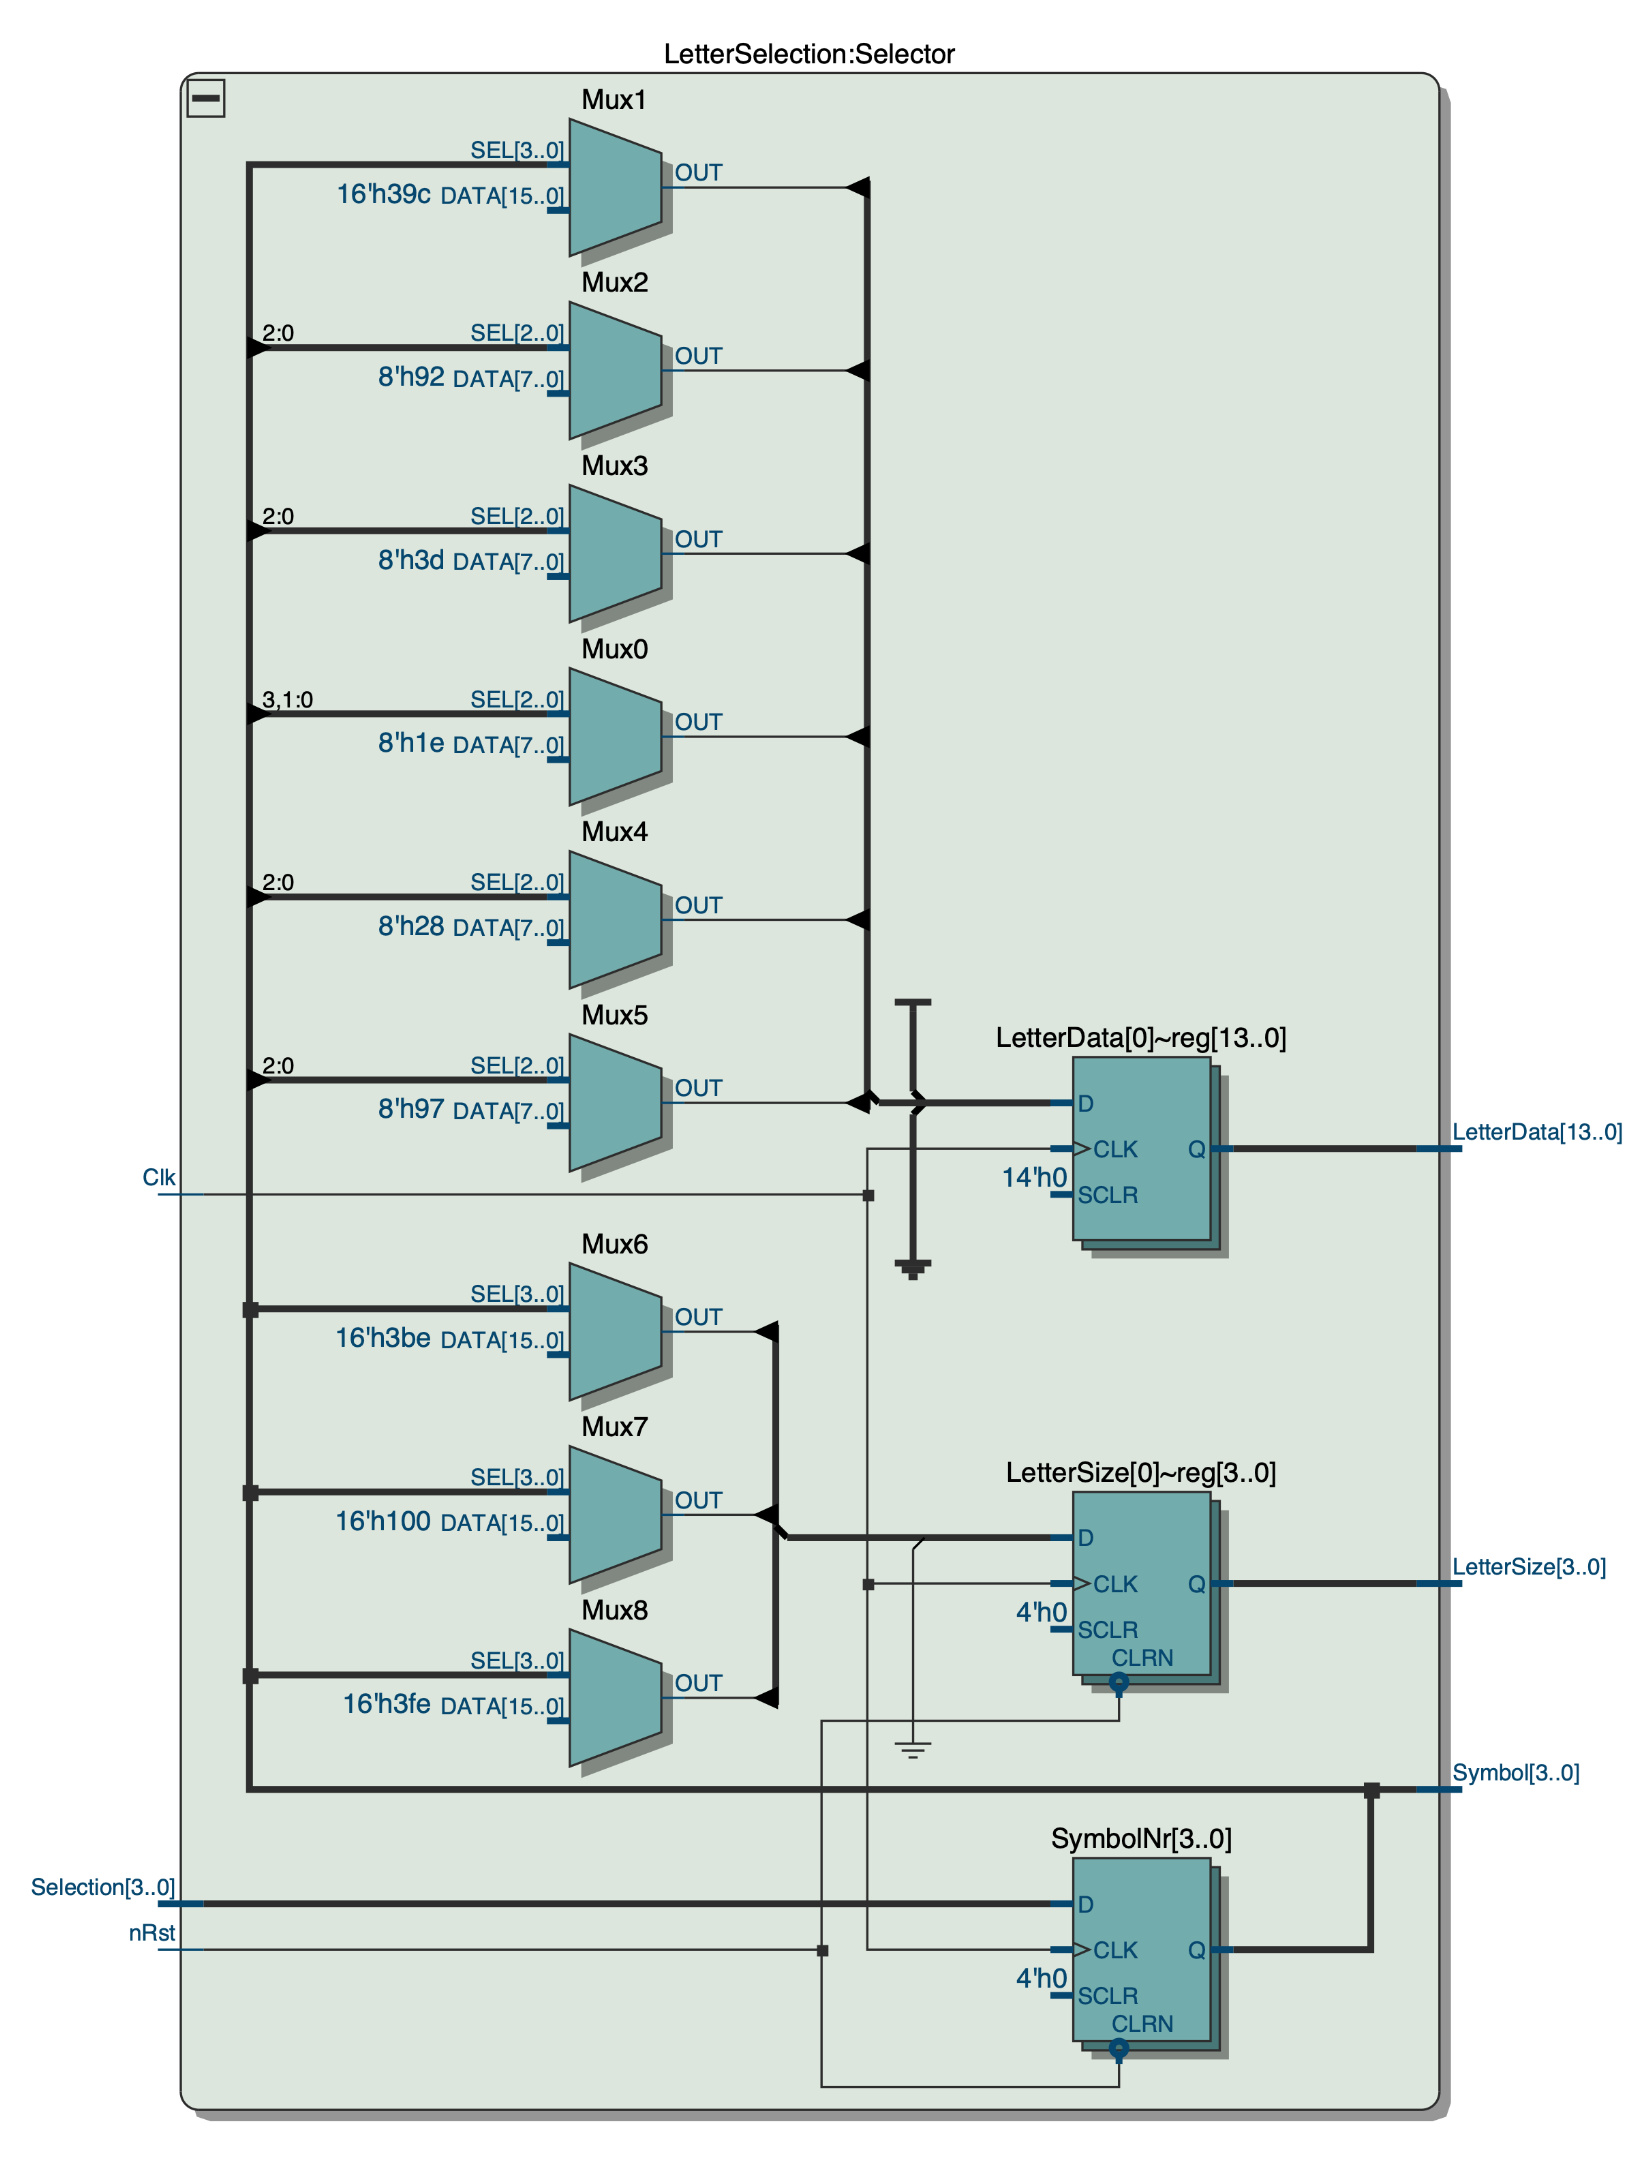 LetterSelection:Selector
Mux1
SEL[3..0]
OUT
16'h39c DATA[15..0]
Mux2
2:0 SEL[2..0]
OUT
8'h92 DATA[7..0]
Mux3
2:0 SEL[2..0]
OUT
8'h3d DATA[7..0]
Mux0
3,1:0 SEL[2..0]
OUT
8'h1e DATA[7..0]
Mux4
2:0 SEL[2..0]
OUT
8'h28 DATA[7..0]
Mux5
2:0 SEL[2..0]
OUT
8'h97 DATA[7..0]
LetterData[0]~reg[13..0]
D
CLK Q
14'h0 SCLR
LetterData[13..0]
Clk
Mux6
SEL[3..0]
OUT
16'h3be DATA[15..0]
Mux7
SEL[3..0]
OUT
16'h100 DATA[15..0]
LetterSize[0]~reg[3..0]
D
CLK Q
4'h0 SCLR
CLRN
LetterSize[3..0]
Mux8
SEL[3..0]
OUT
16'h3fe DATA[15..0]
Symbol[3..0]
SymbolNr[3..0]
Selection[3..0]
D
nRst
CLK Q
4'h0 SCLR
CLRN